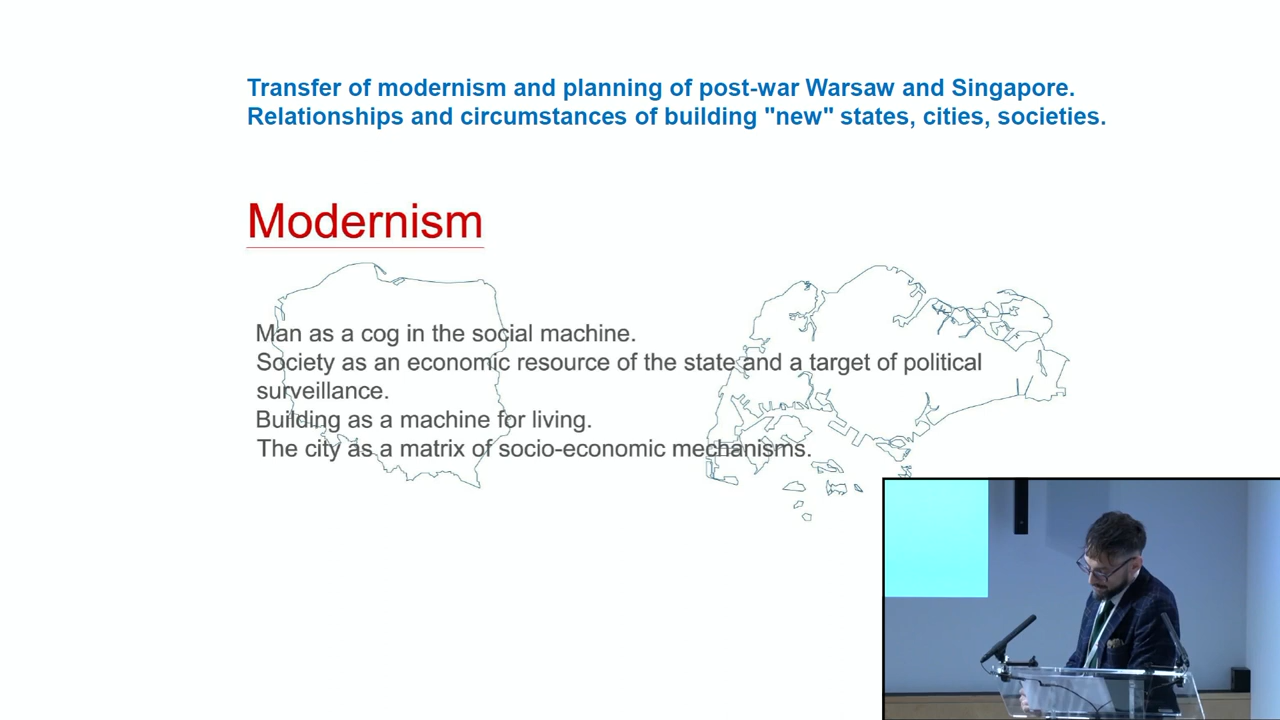 Transfer of modernism and planning of post-war Warsaw and Singapore.
Relationships and circumstances of building "new" states, cities, societies.
Modernism
Man as a cog in the social machine.
Society as an economic resource of the state and a target of political
surveillance.
Building as a machine for living.
The city as a matrix of socio-economic mechanisms.